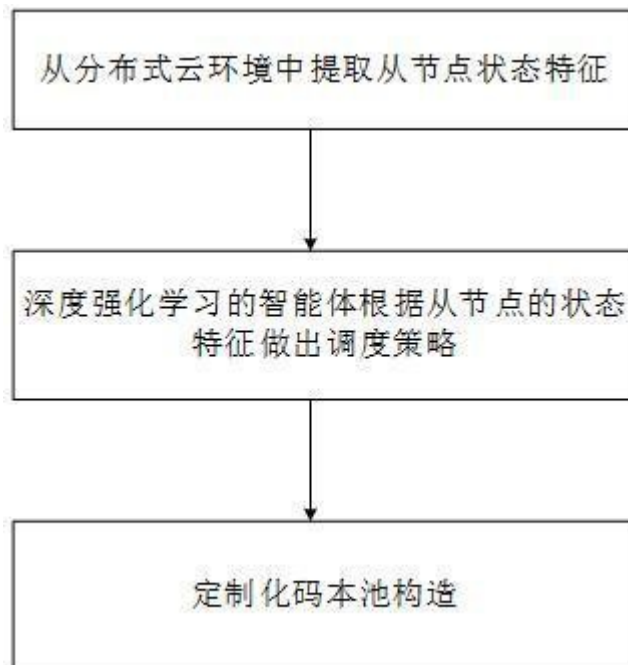 从分布式云环境中提取从节点状态特征
深度强化学习的智能体根据从节点的状态
特征做出调度策略
定制化码本池构造